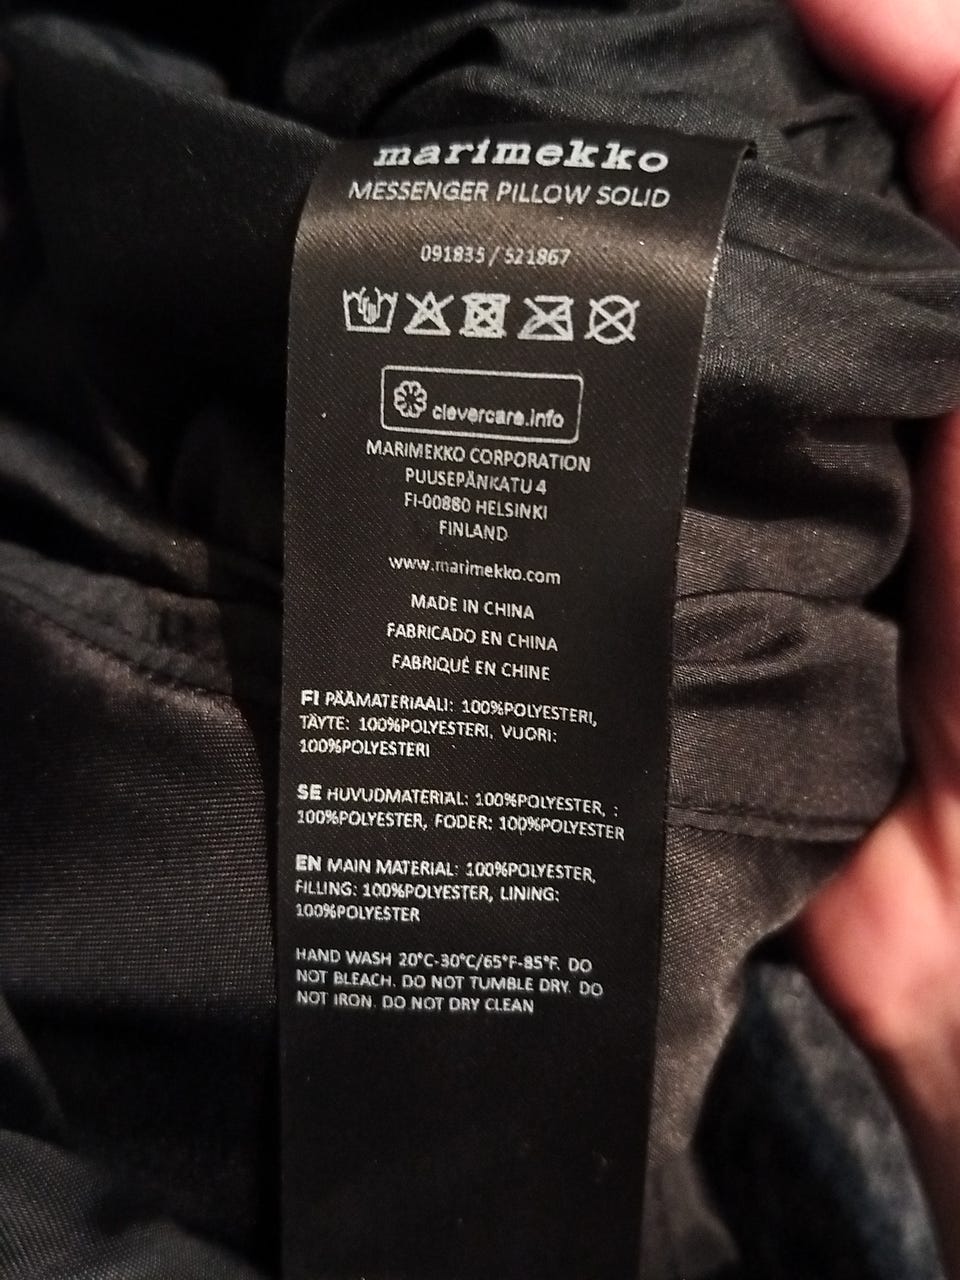 marimekko
MESSENGER PILLOW SOLID
091835 / 521867
clevercare.info
MARIMEKKO CORPORATION
PUUSEPÄNKATU 4
FI-00880 HELSINKI
FINLAND
www.marimekko.com
MADE IN CHINA
FABRICADO EN CHINA
FABRIQUÉ EN CHINE
FI PÄÄMATERIAALI: 100%POLYESTERI,
TÄYTE: 100%POLYESTERI, VUORI:
100%POLYESTERI
SE HUVUDMATERIAL: 100%POLYESTER, :
100%POLYESTER, FODER: 100%POLYESTER
EN MAIN MATERIAL: 100%POLYESTER,
FILLING: 100%POLYESTER, LINING:
100%POLYESTER
HAND WASH 20°C-30°C/65°F-85°F. DO
NOT BLEACH. DO NOT TUMBLE DRY. DO
NOT IRON. DO NOT DRY CLEAN